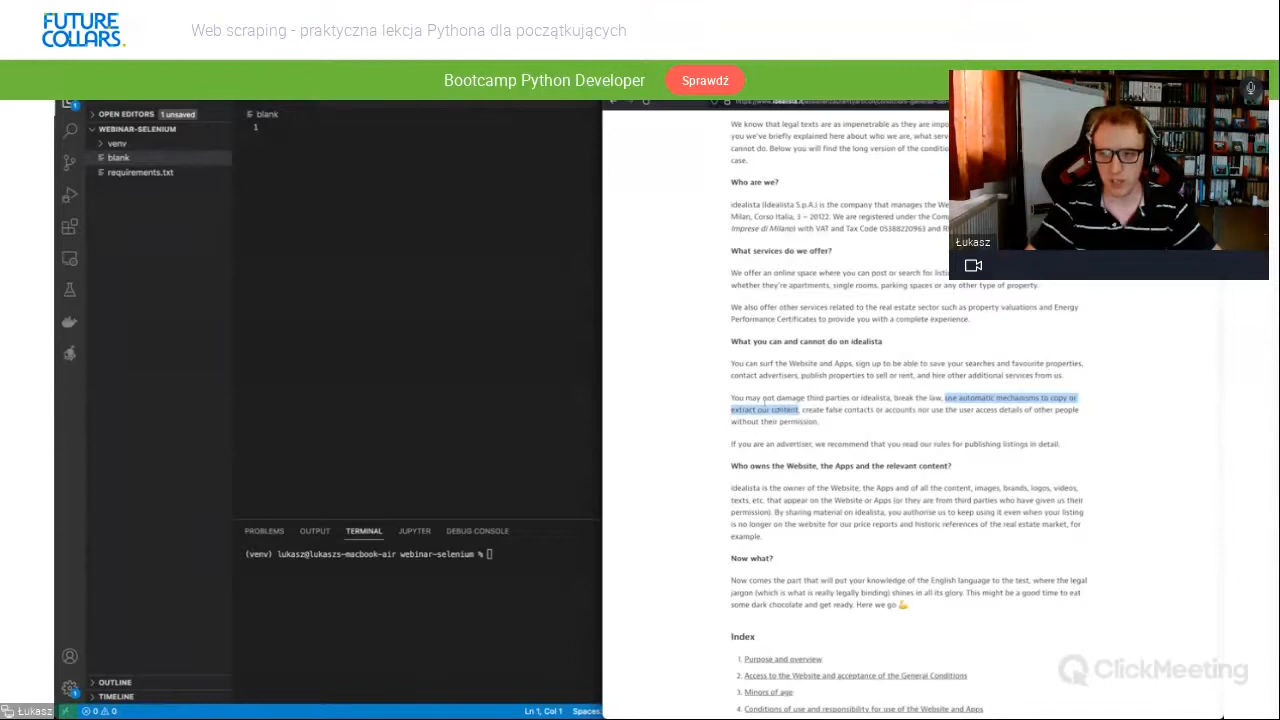 FUTURE
COLLARS.
Web scraping - praktyczna lekcja Pythona dla początkujących
Bootcamp Python Developer
Sprawdź
OPEN EDITORS 1 unsaved
WEBINAR-SELENIUM
venv
blank
requirements.txt
blank
1
PROBLEMS OUTPUT TERMINAL JUPYTER DEBUG CONSOLE
(venv) lukasz@lukaszs-macbook-air webinar-selenium %
OUTLINE
TIMELINE
Łukasz
0 0
Ln 1, Col 1 Spaces:
We know that legal texts are as impenetrable as they are
you we've briefly explained here about who we are, what
cannot do. Below you will find the long version of the
case.
Who are we?
idealista (Idealista S.p.A.) is the company that manages the
Milan, Corso Italia, 3 – 20122. We are registered under the
Imprese di Milano) with VAT and Tax Code 05388220963 and
What services do we offer?
We offer an online space where you can post or search for
whether they're apartments, single rooms, parking spaces or any other type of property.
We also offer other services related to the real estate sector such as property valuations and Energy
Performance Certificates to provide you with a complete experience.
What you can and cannot do on idealista
You can surf the Website and Apps, sign up to be able to save your searches and favourite properties,
contact advertisers, publish properties to sell or rent, and hire other additional services from us.
You may not damage third parties or idealista, break the law, use automatic mechanisms to copy or
extract our content, create false contacts or accounts nor use the user access details of other people
without their permission.
If you are an advertiser, we recommend that you read our rules for publishing listings in detail.
Who owns the Website, the Apps and the relevant content?
idealista is the owner of the Website, the Apps and of all the content, images, brands, logos, videos,
texts, etc. that appear on the Website or Apps (or they are from third parties who have given us their
permission). By sharing material on idealista, you authorise us to keep using it even when your listing
is no longer on the website for our price reports and historic references of the real estate market, for
example.
Now what?
Now comes the part that will put your knowledge of the English language to the test, where the legal
jargon (which is what is really legally binding) shines in all its glory. This might be a good time to eat
some dark chocolate and get ready. Here we go 💪
Index
1. Purpose and overview
2. Access to the Website and acceptance of the General Conditions
3. Minors of age
4. Conditions of use and responsibility for use of the Website and Apps
Łukasz
ClickMeeting